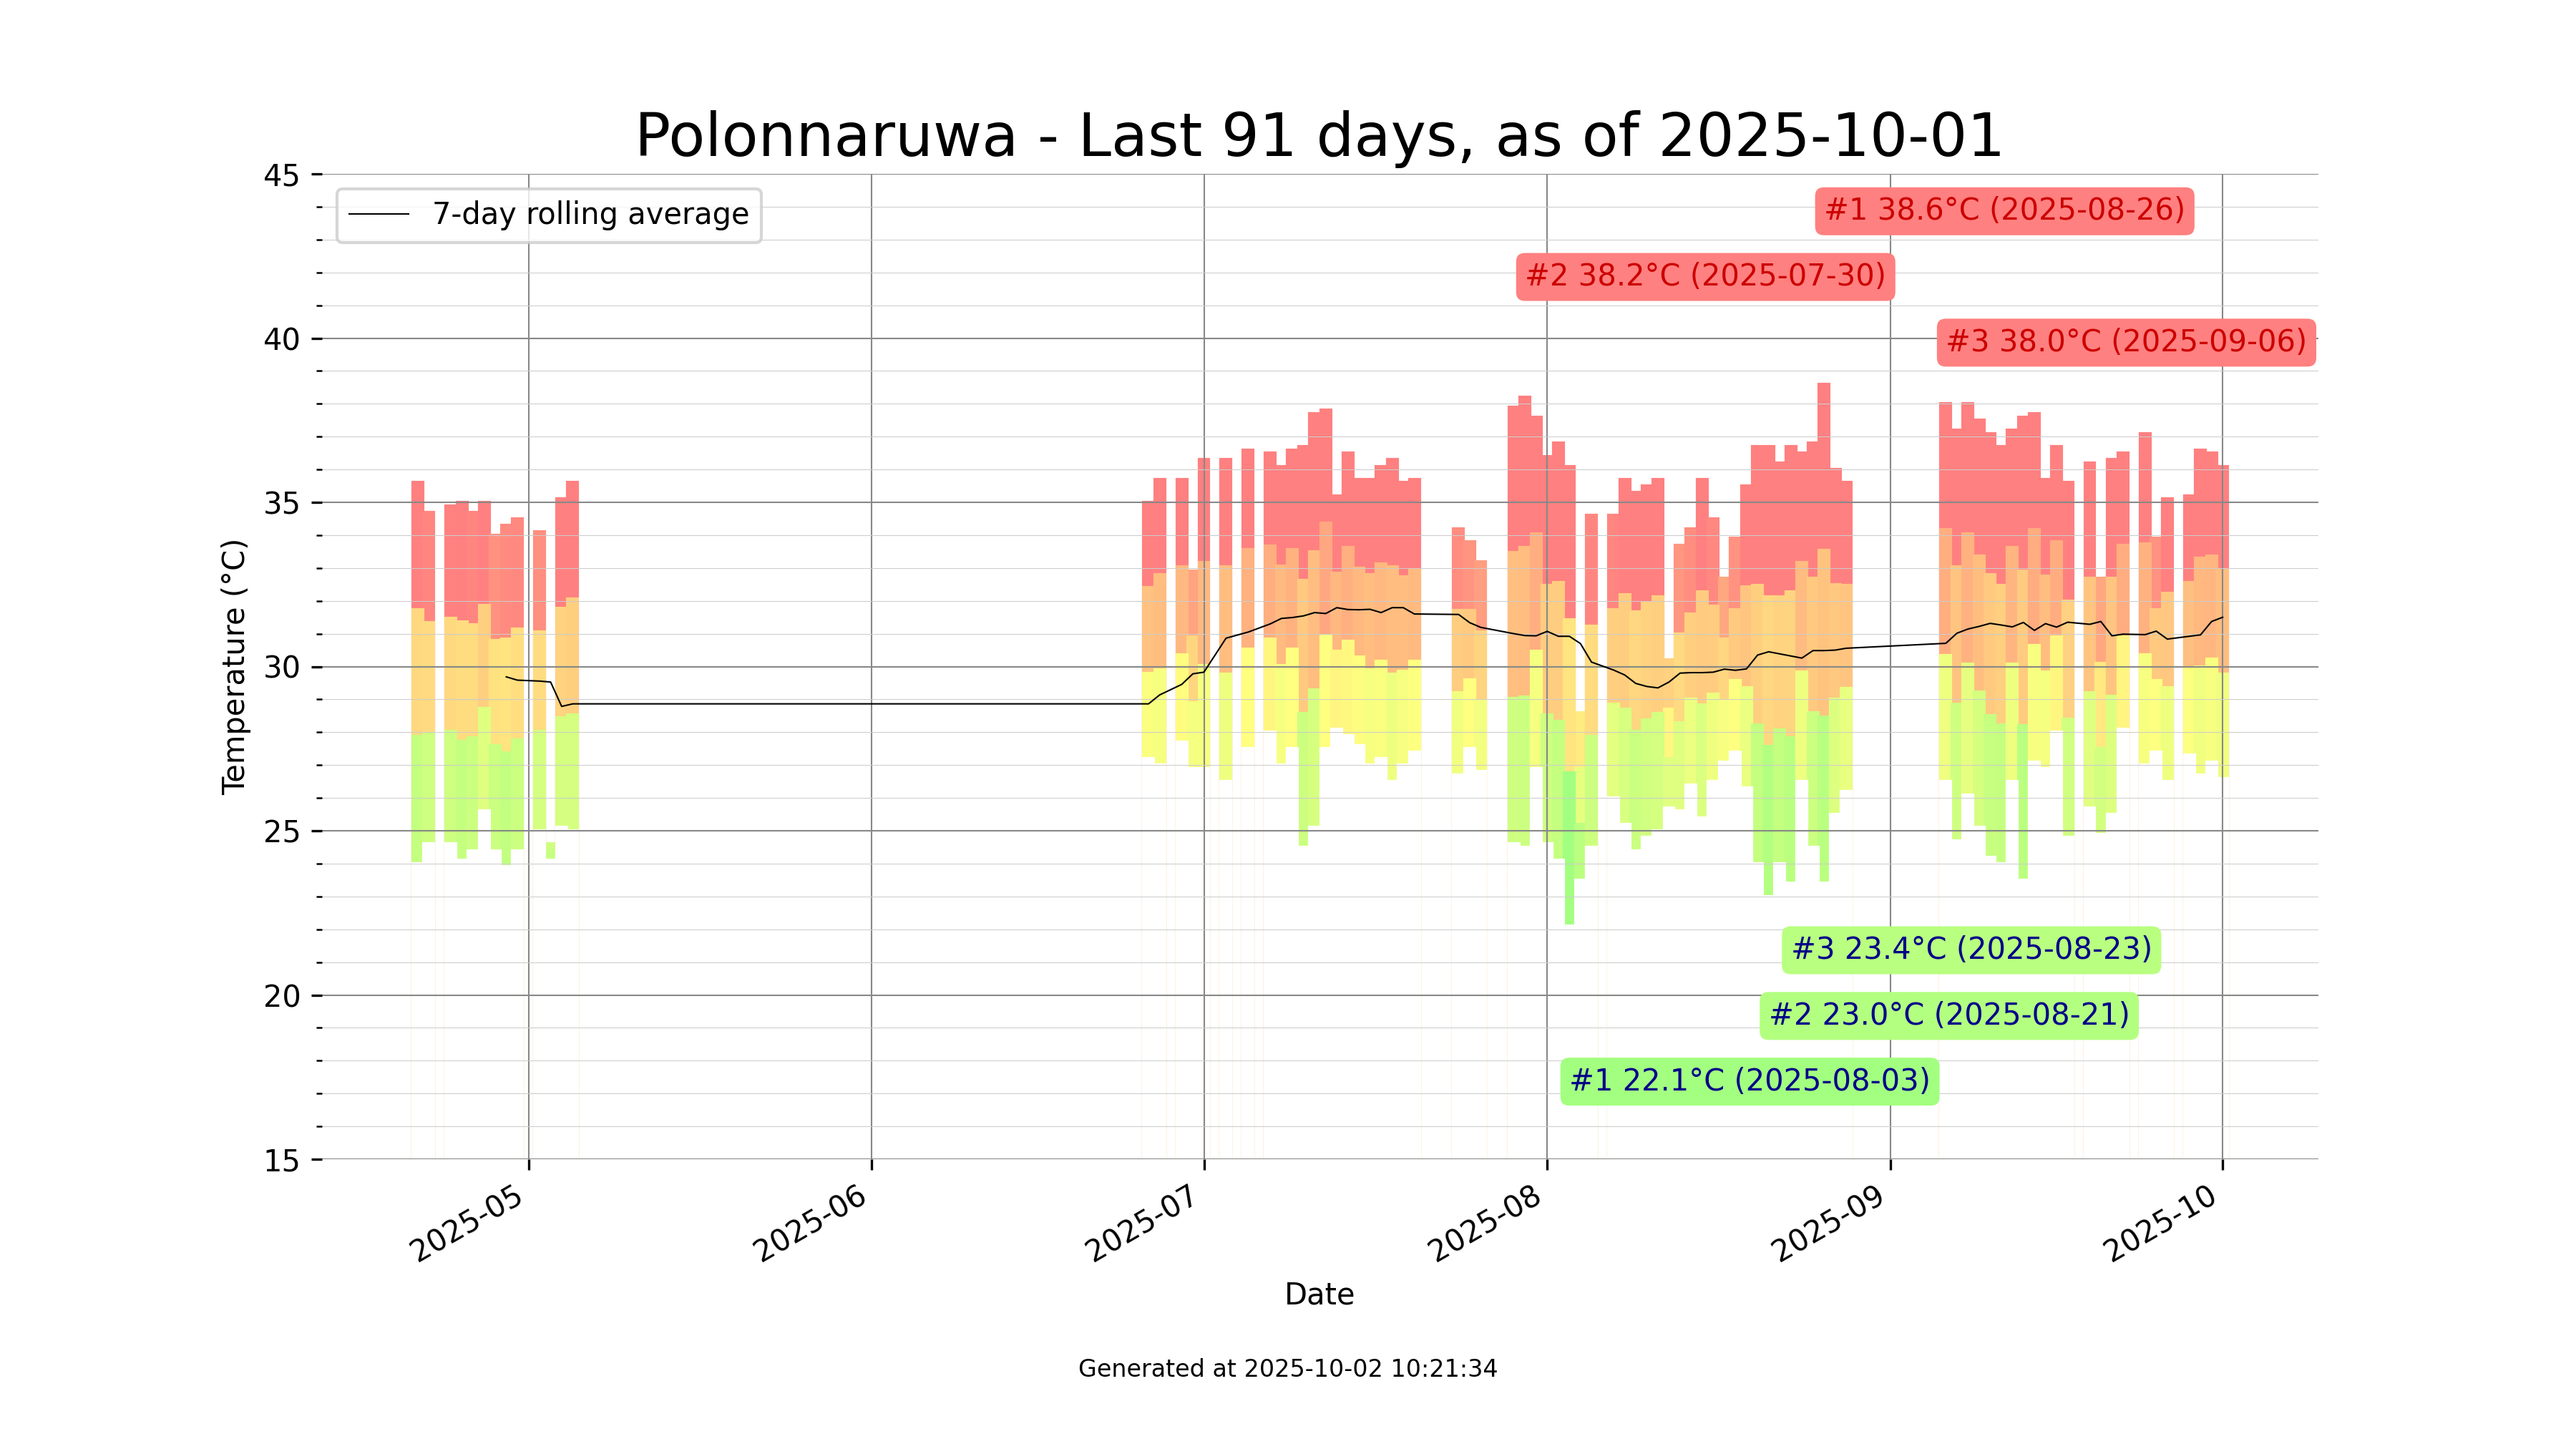 Polonnaruwa - Last 91 days, as of 2025-10-01
45
7-day rolling average
#1 38.6°C (2025-08-26)
#2 38.2°C (2025-07-30)
40
#3 38.0°C (2025-09-06)
35
Temperature (°C)
30
25
#3 23.4°C (2025-08-23)
20
#2 23.0°C (2025-08-21)
#1 22.1°C (2025-08-03)
15
2025-05
2025-06
2025-07
2025-08
2025-09
2025-10
Date
Generated at 2025-10-02 10:21:34